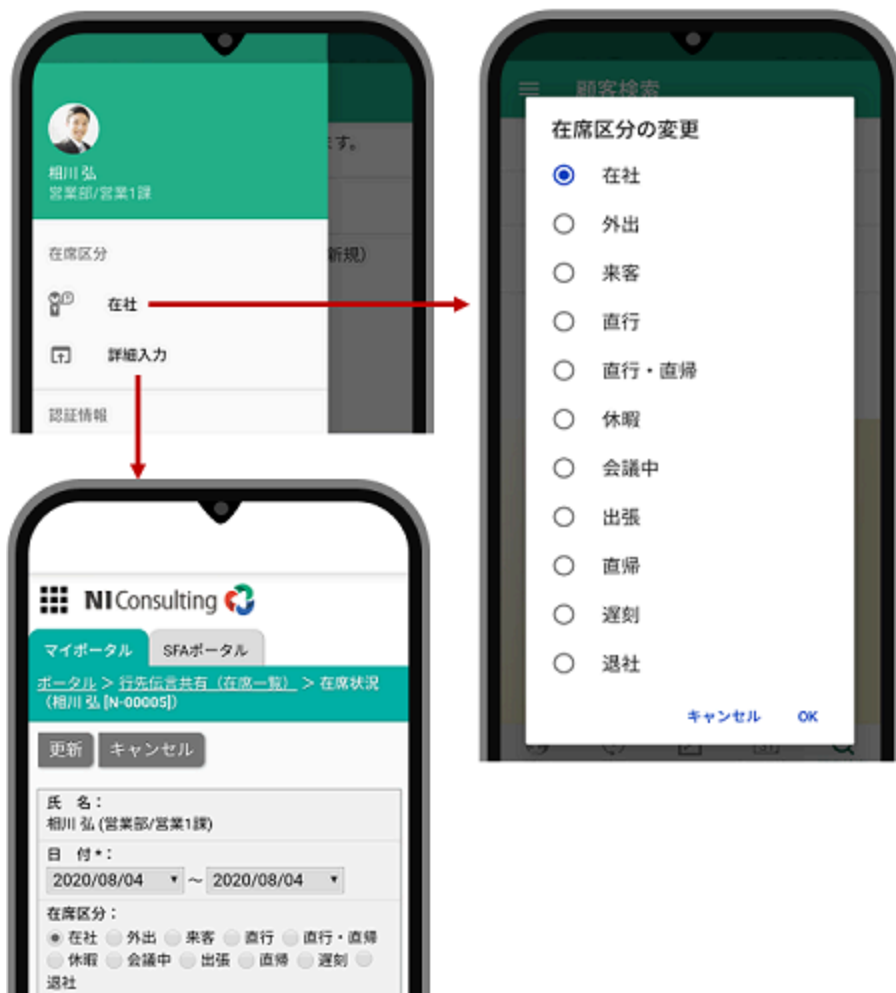 相川 弘
営業部/営業1課
ます。
在席区分
新規）
在社
詳細入力
認証情報
顧客検索
在席区分の変更
在社
外出
来客
直行
直行・直帰
休暇
会議中
出張
直帰
遅刻
退社
キャンセル OK
NI Consulting
マイポータル SFAポータル
ポータル > 行先伝言共有（在席一覧） > 在席状況
（相川 弘 [N-00005]）
更新 キャンセル
氏 名：
相川 弘 (営業部/営業1課)
日 付*：
2020/08/04 ～ 2020/08/04
在席区分：
在社 外出 来客 直行 直行・直帰
休暇 会議中 出張 直帰 遅刻
退社